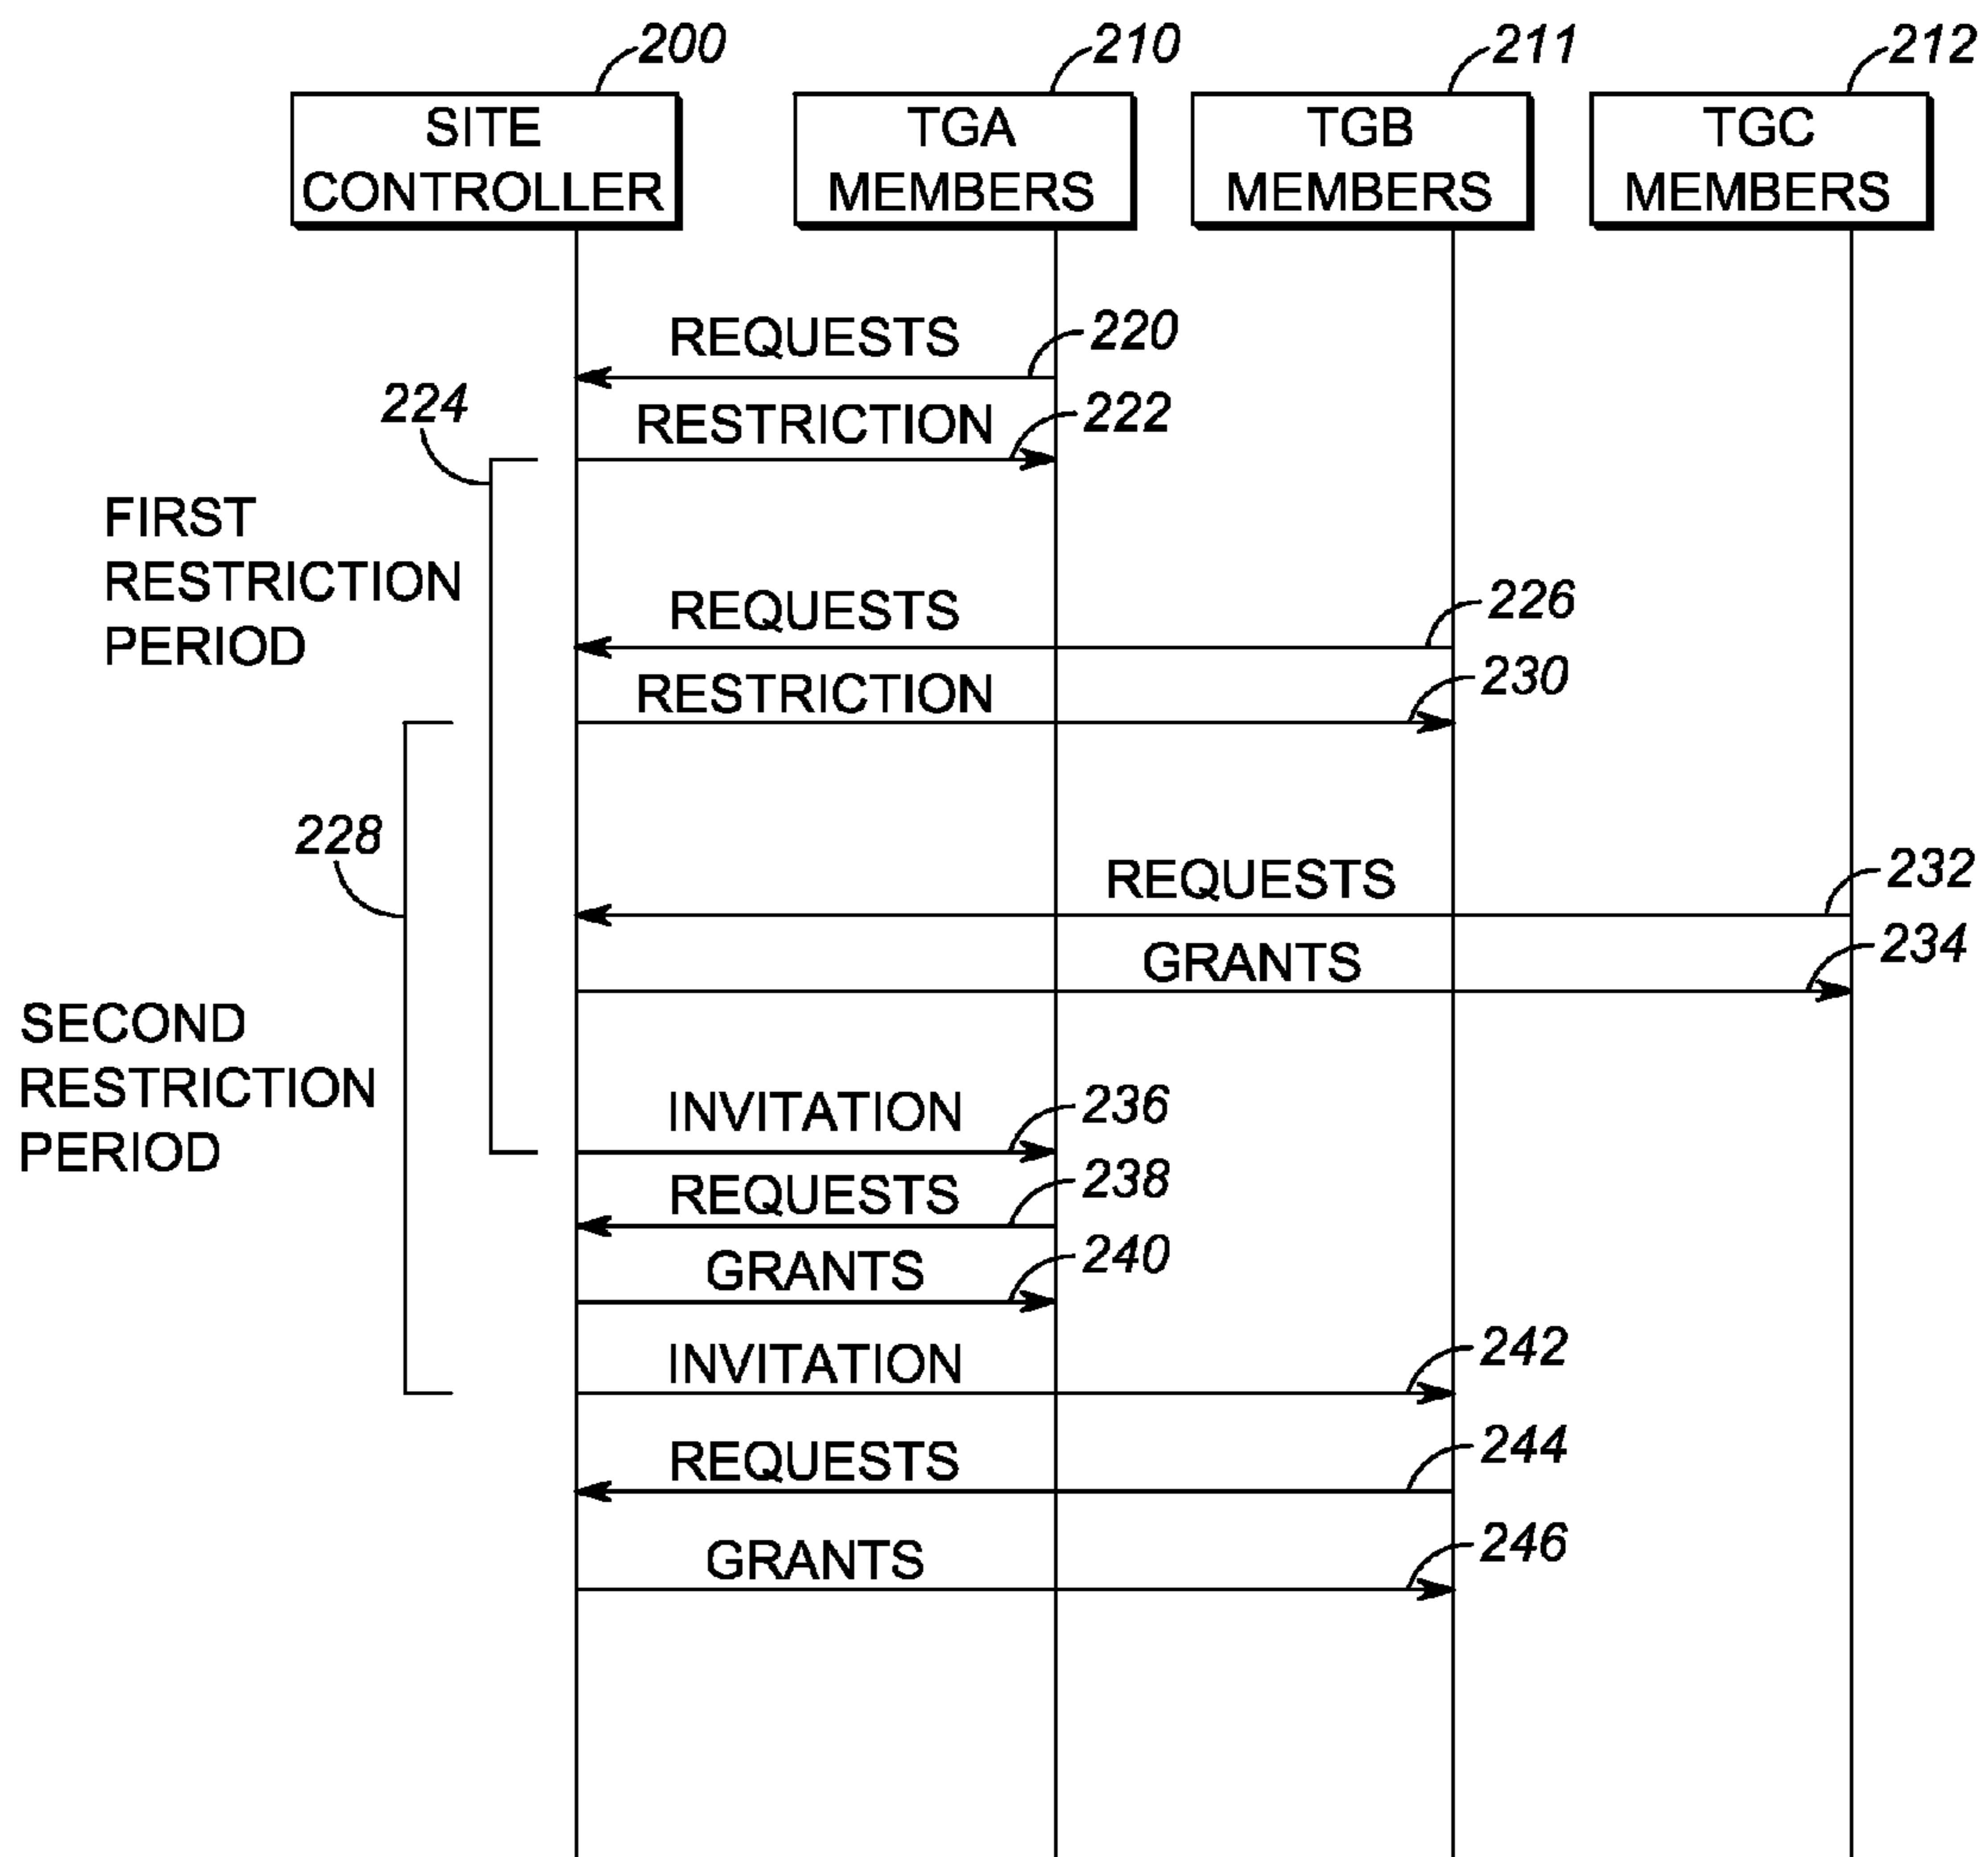 200
210
211
212
SITE
CONTROLLER
TGA
MEMBERS
TGB
MEMBERS
TGC
MEMBERS
REQUESTS
220
224
RESTRICTION
222
FIRST
RESTRICTION
PERIOD
REQUESTS
226
RESTRICTION
230
228
REQUESTS
232
GRANTS
234
SECOND
RESTRICTION
PERIOD
INVITATION
236
REQUESTS
238
GRANTS
240
INVITATION
242
REQUESTS
244
GRANTS
246